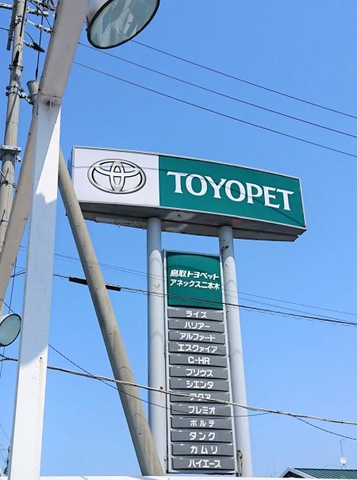 TOYOPET
鳥取トヨペット
アネックス二本木
ライズ
ハリアー
アルファード
エスクァイア
C-HR
プリウス
シエンタ
アクア
プレミオ
ポルテ
タンク
カムリ
ハイエース